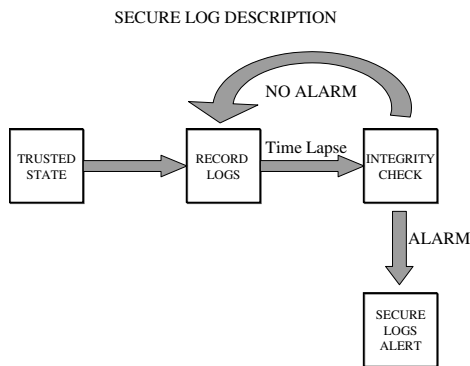 SECURE LOG DESCRIPTION
NO ALARM
TRUSTED
STATE
RECORD
LOGS
Time Lapse
INTEGRITY
CHECK
ALARM
SECURE
LOGS
ALERT